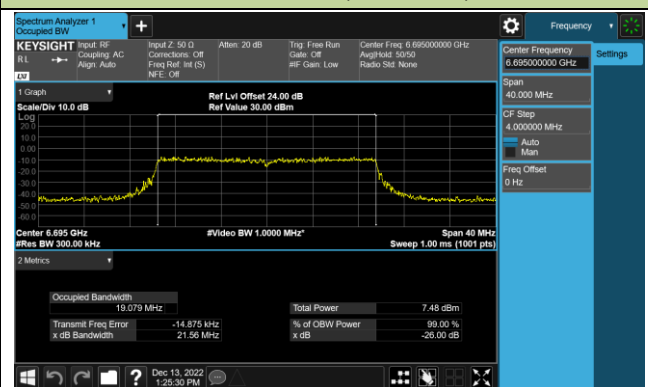 Spectrum Analyzer 1
Occupied BW
Frequency
KEYSIGHT
Input: RF
Coupling: AC
Align: Auto
Input Z: 50 Ω
Corrections: Off
Freq Ref: Int (S)
NFE: Off
Atten: 20 dB
Trig: Free Run
Gate: Off
#IF Gain: Low
Center Freq: 6.695000000 GHz
Avg|Hold: 50/50
Radio Std: None
R L
LXI
Center Frequency
6.695000000 GHz
Settings
Span
40.000 MHz
CF Step
4.000000 MHz
Auto
Man
Freq Offset
0 Hz
1 Graph
Ref Lvl Offset 24.00 dB
Scale/Div 10.0 dB
Ref Value 30.00 dBm
Log
20.0
10.0
0.00
-10.0
-20.0
-30.0
-40.0
-50.0
-60.0
Center 6.695 GHz
#Video BW 1.0000 MHz*
Span 40 MHz
#Res BW 300.00 kHz
Sweep 1.00 ms (1001 pts)
2 Metrics
Occupied Bandwidth
19.079 MHz
Total Power 7.48 dBm
Transmit Freq Error -14.875 kHz
% of OBW Power 99.00 %
x dB Bandwidth 21.56 MHz
x dB -26.00 dB
Dec 13, 2022
1:25:30 PM